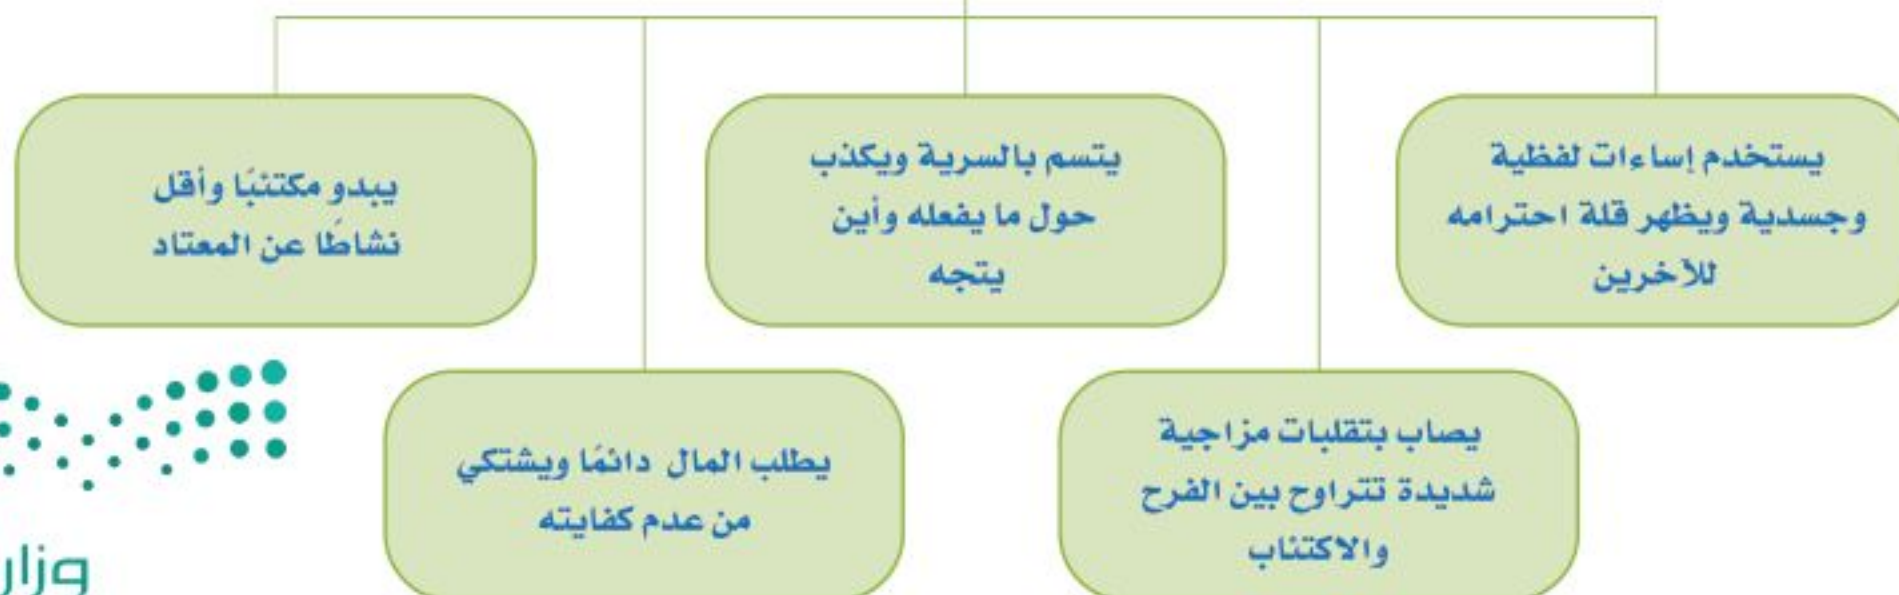 يستخدم إساءات لفظية
وجسدية ويظهر قلة احترامه
للآخرين
يصاب بتقلبات مزاجية
شديدة تتراوح بين الفرح
والاكتئاب
يتسم بالسرية ويكذب
حول ما يفعله وأين
يتجه
يطلب المال دائمًا ويشتكي
من عدم كفايته
يبدو مكتئبًا وأقل
نشاطًا عن المعتاد